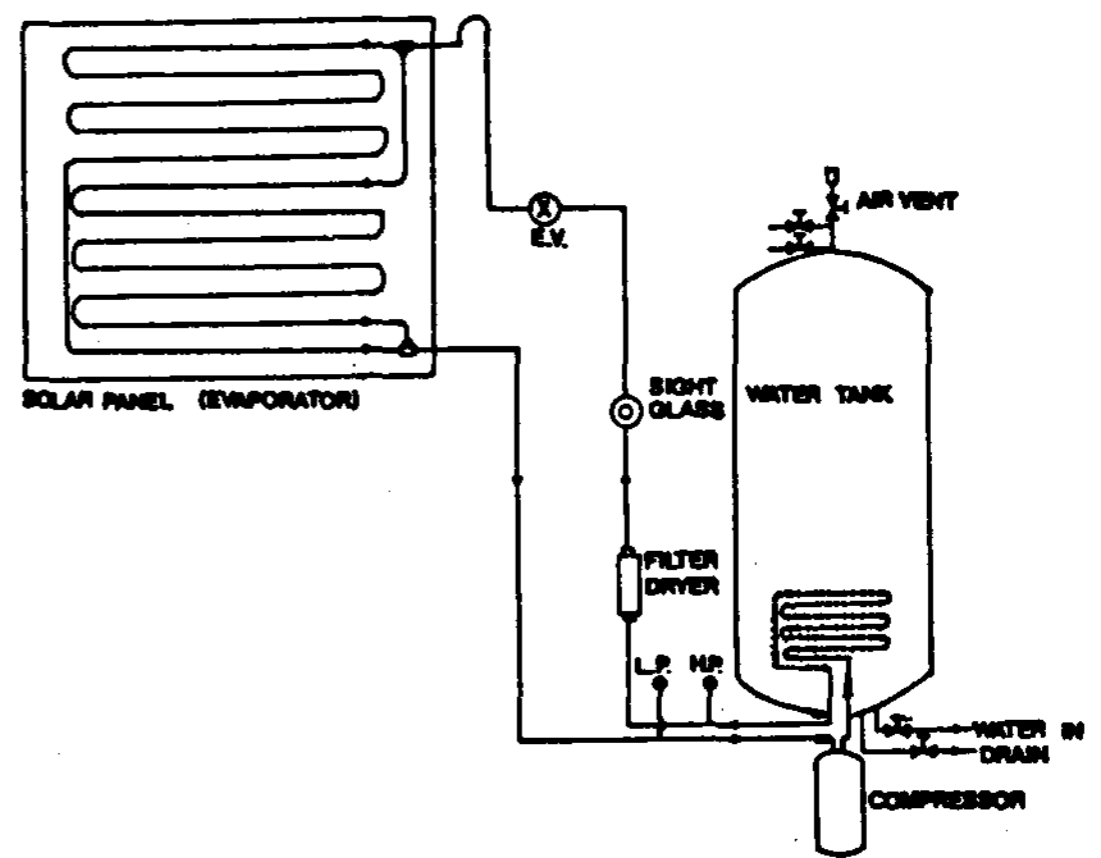 AIR VENT
E.V.
SOLAR PANEL (EVAPORATOR)
SIGHT
GLASS
WATER TANK
FILTER
DRYER
L.P. H.P.
WATER IN
DRAIN
COMPRESSOR